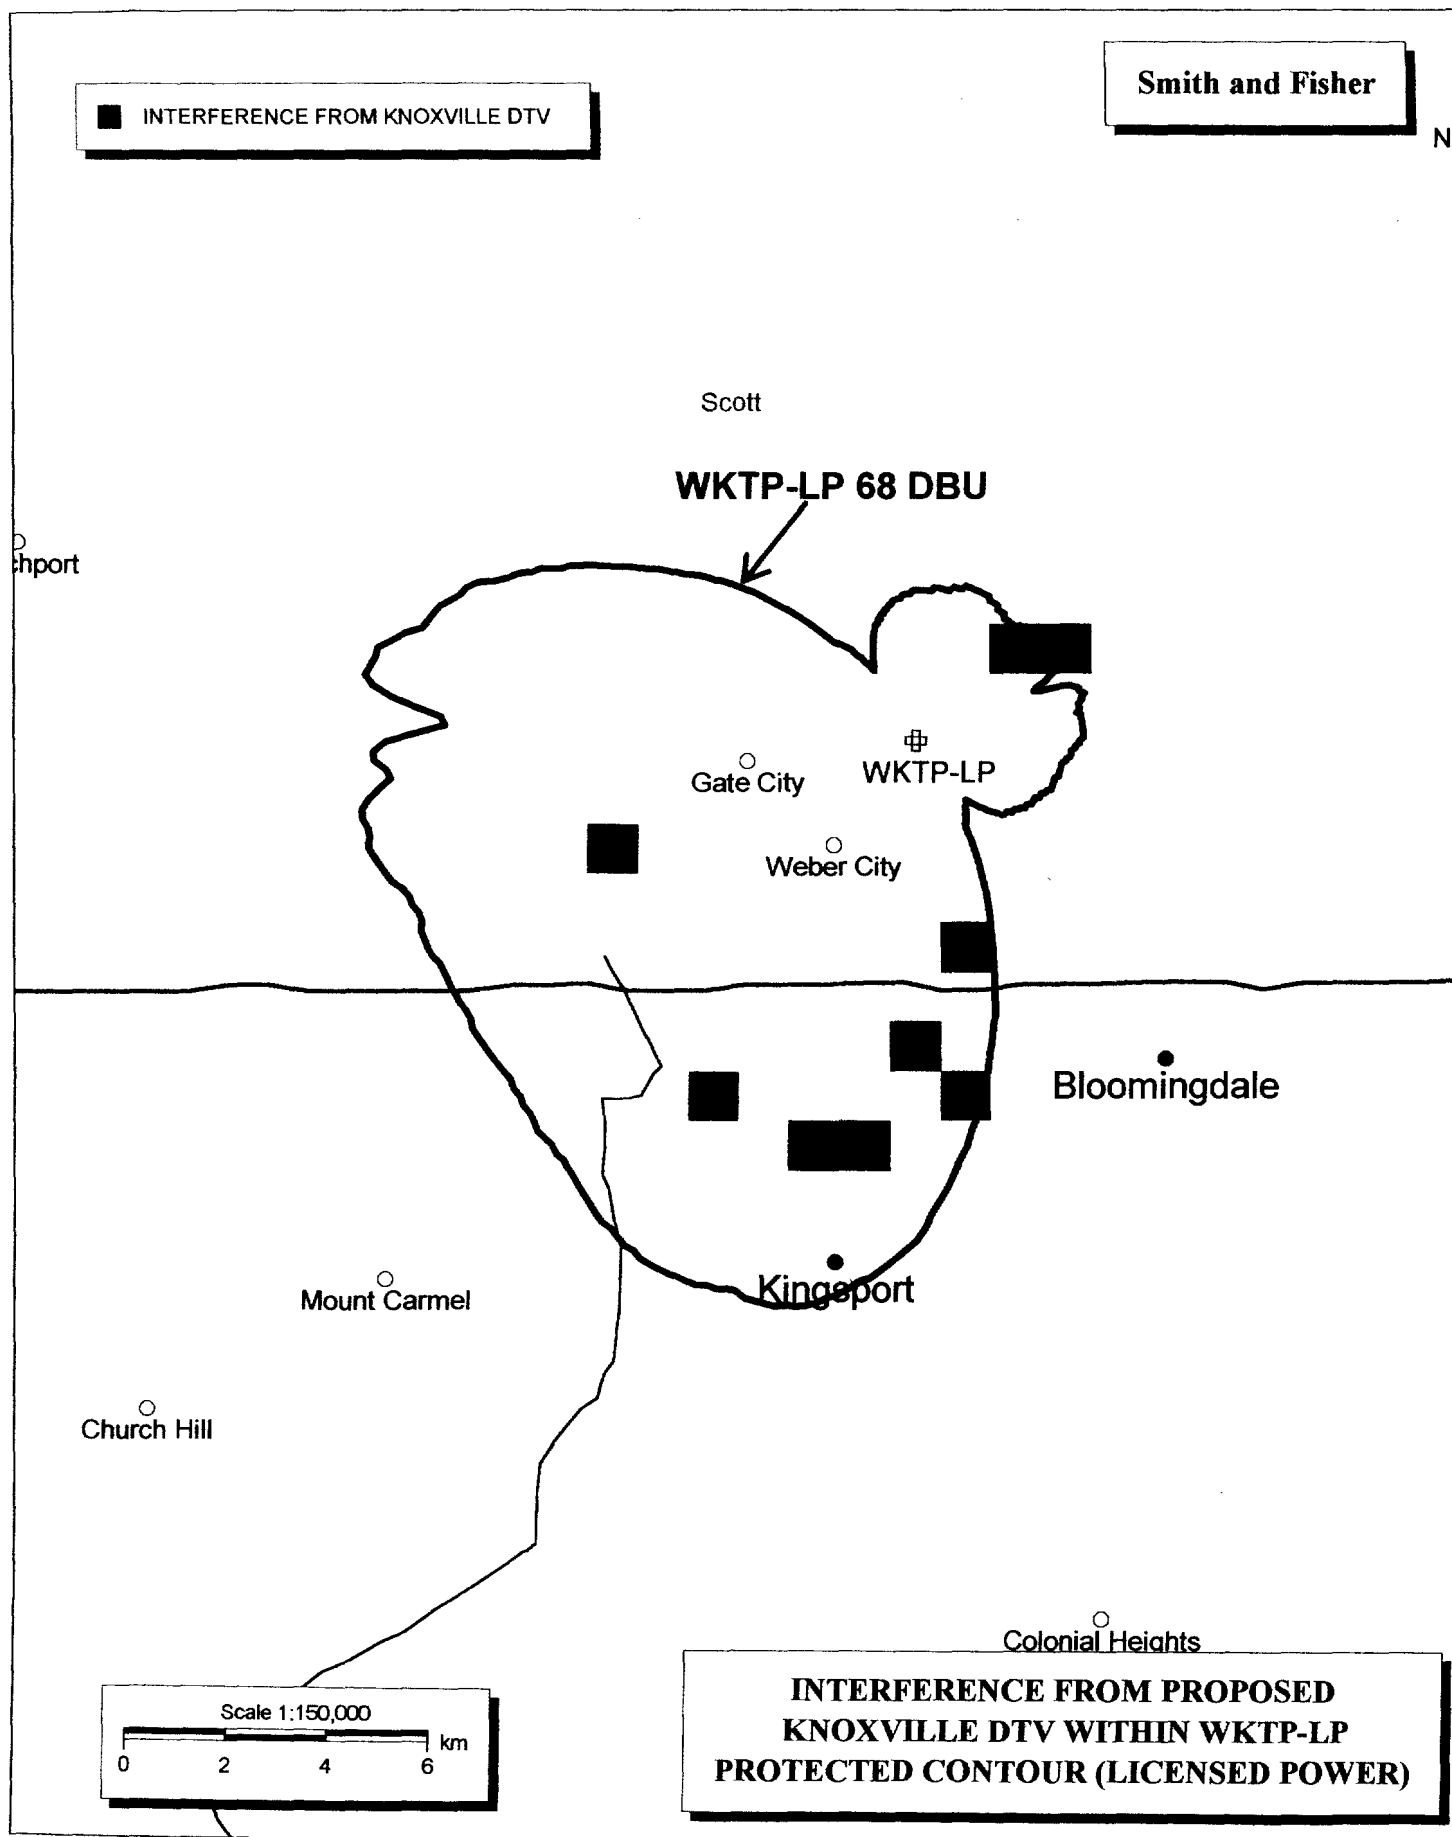 Smith and Fisher
INTERFERENCE FROM KNOXVILLE DTV
N
Scott
WKTP-LP 68 DBU
chport
Gate City
WKTP-LP
Weber City
Bloomingdale
Kingsport
Mount Carmel
Church Hill
Colonial Heights
INTERFERENCE FROM PROPOSED
KNOXVILLE DTV WITHIN WKTP-LP
PROTECTED CONTOUR (LICENSED POWER)
Scale 1:150,000
km
0 2 4 6